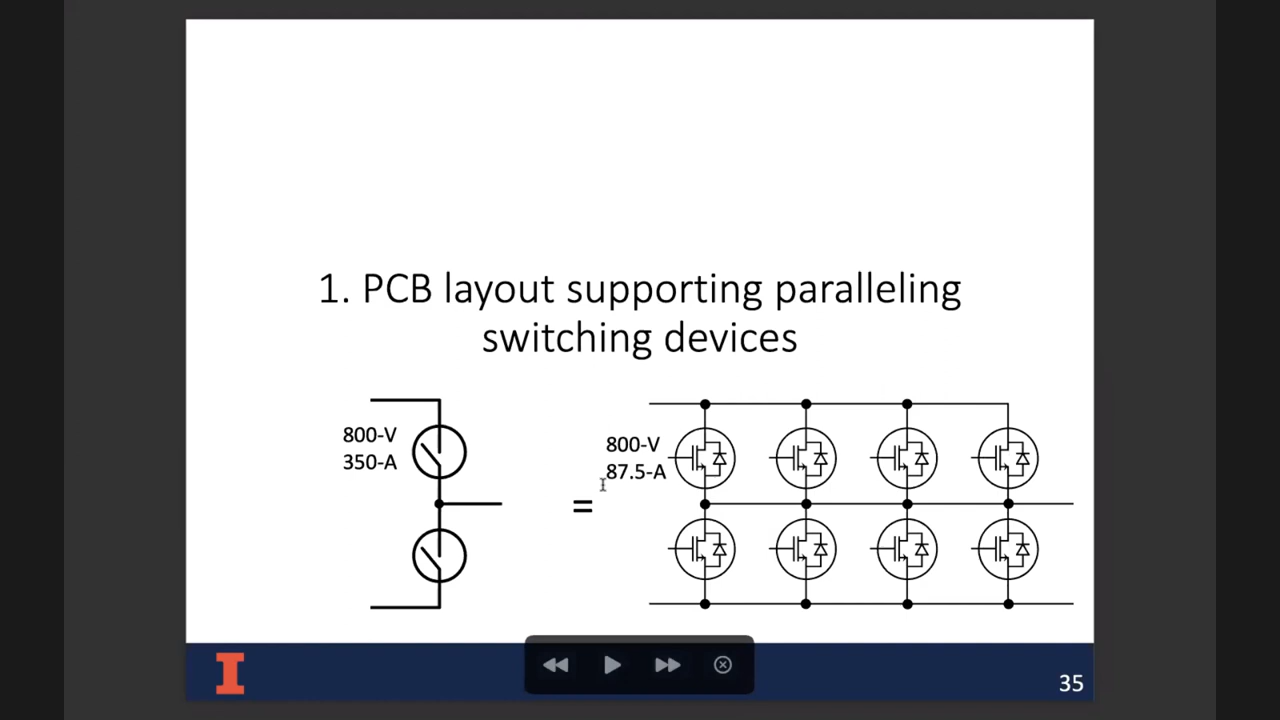 1. PCB layout supporting paralleling
switching devices
800-V
350-A
=
800-V
87.5-A
I
35